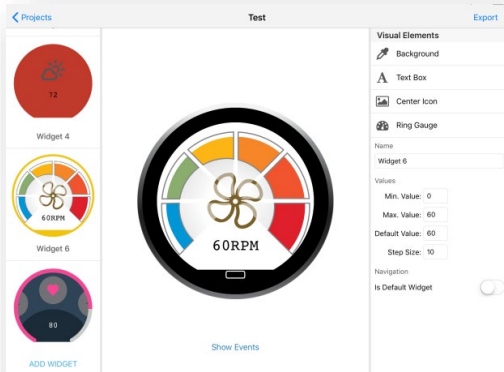 Projects
Test
Export
72
Widget 4
60RPM
Widget 6
80
ADD WIDGET
60RPM
Show Events
Visual Elements
Background
A Text Box
Center Icon
Ring Gauge
Name
Widget 6
Values
Min. Value: 0
Max. Value: 60
Default Value: 60
Step Size: 10
Navigation
Is Default Widget